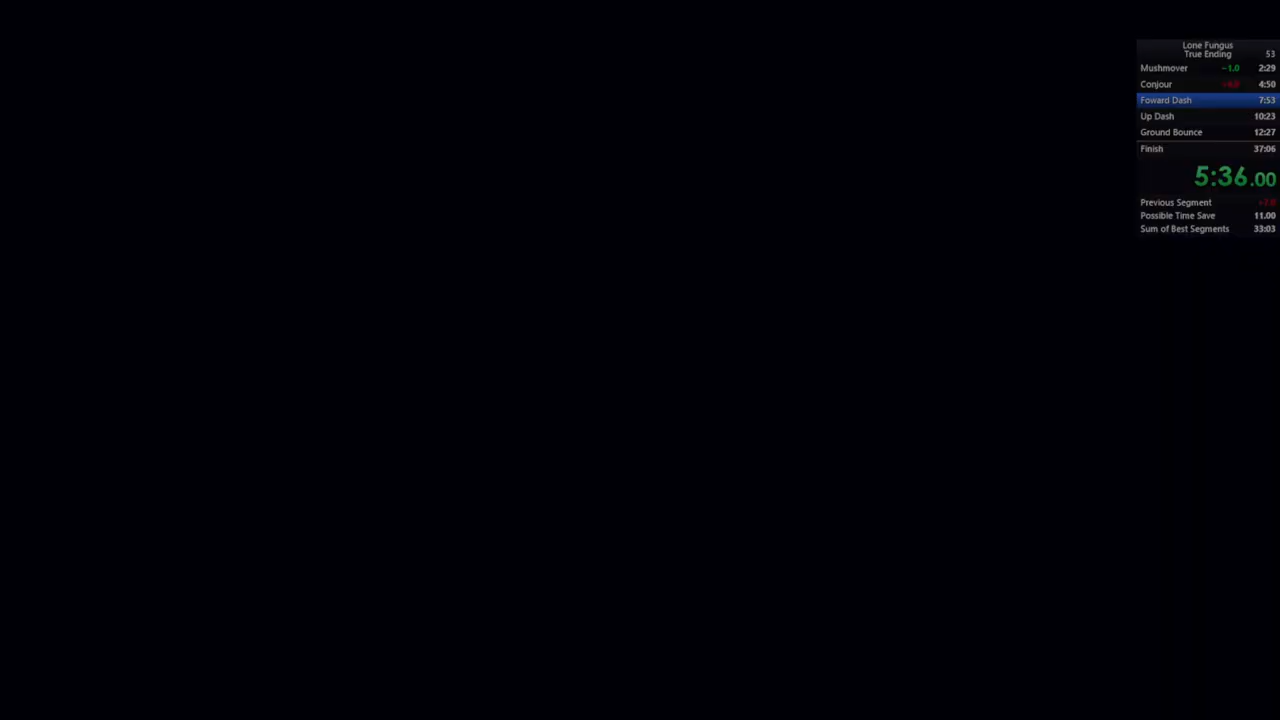 Lone Fungus
True Ending 53
Mushmover −1.0 2:29
Conjour 4:50
Foward Dash 7:53
Up Dash 10:23
Ground Bounce 12:27
Finish 37:06
5:36.00
Previous Segment
Possible Time Save 11.00
Sum of Best Segments 33:03